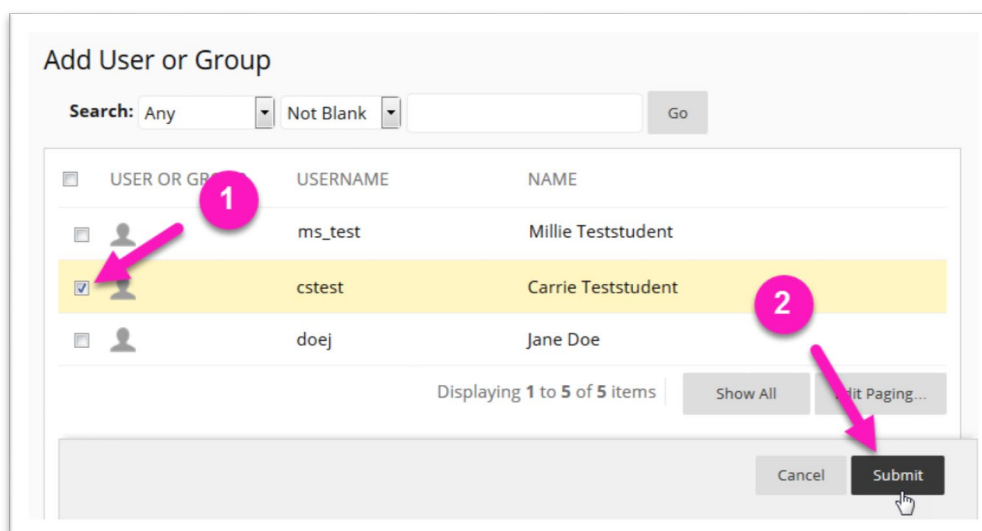 Add User or Group
Search: Any Not Blank Go
USER OR USERNAME NAME
1
ms_test Millie Teststudent
cstest Carrie Teststudent
2
doej Jane Doe
Displaying 1 to 5 of 5 items Show All Paging...
Cancel Submit